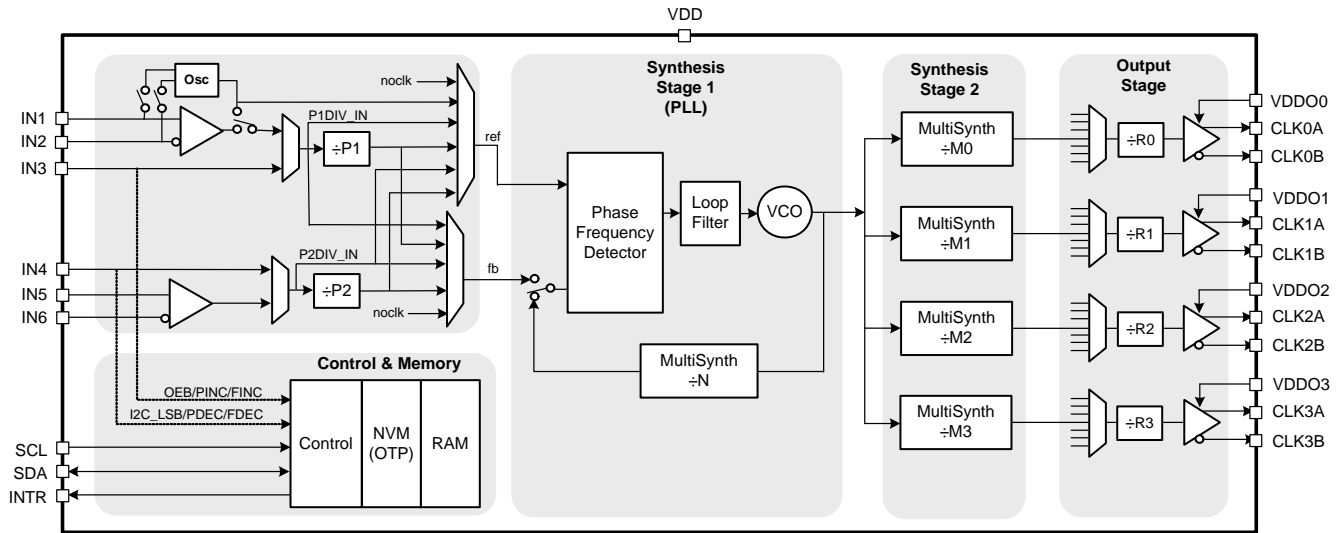 VDD
Osc
noclk
Synthesis
Stage 1
(PLL)
Synthesis
Stage 2
Output
Stage
IN1
IN2
IN3
P1DIV_IN
÷P1
ref
IN4
IN5
IN6
P2DIV_IN
÷P2
fb
noclk
Phase
Frequency
Detector
Loop
Filter
VCO
MultiSynth
÷N
MultiSynth
÷M0
MultiSynth
÷M1
MultiSynth
÷M2
MultiSynth
÷M3
÷R0
÷R1
÷R2
÷R3
VDDO0
CLK0A
CLK0B
VDDO1
CLK1A
CLK1B
VDDO2
CLK2A
CLK2B
VDDO3
CLK3A
CLK3B
Control & Memory
OEB/PINC/FINC
I2C_LSB/PDEC/FDEC
Control
NVM
(OTP)
RAM
SCL
SDA
INTR